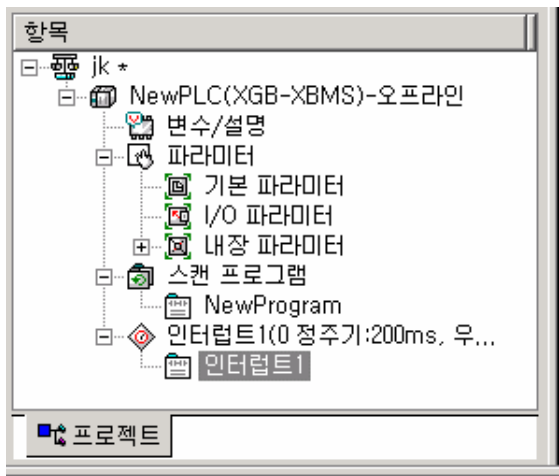 항목
jk *
NewPLC(XGB-XBMS)-오프라인
변수/설명
파라미터
기본 파라미터
I/O 파라미터
내장 파라미터
스캔 프로그램
NewProgram
인터럽트1(0 정주기:200ms, 우...
인터럽트1
프로젝트